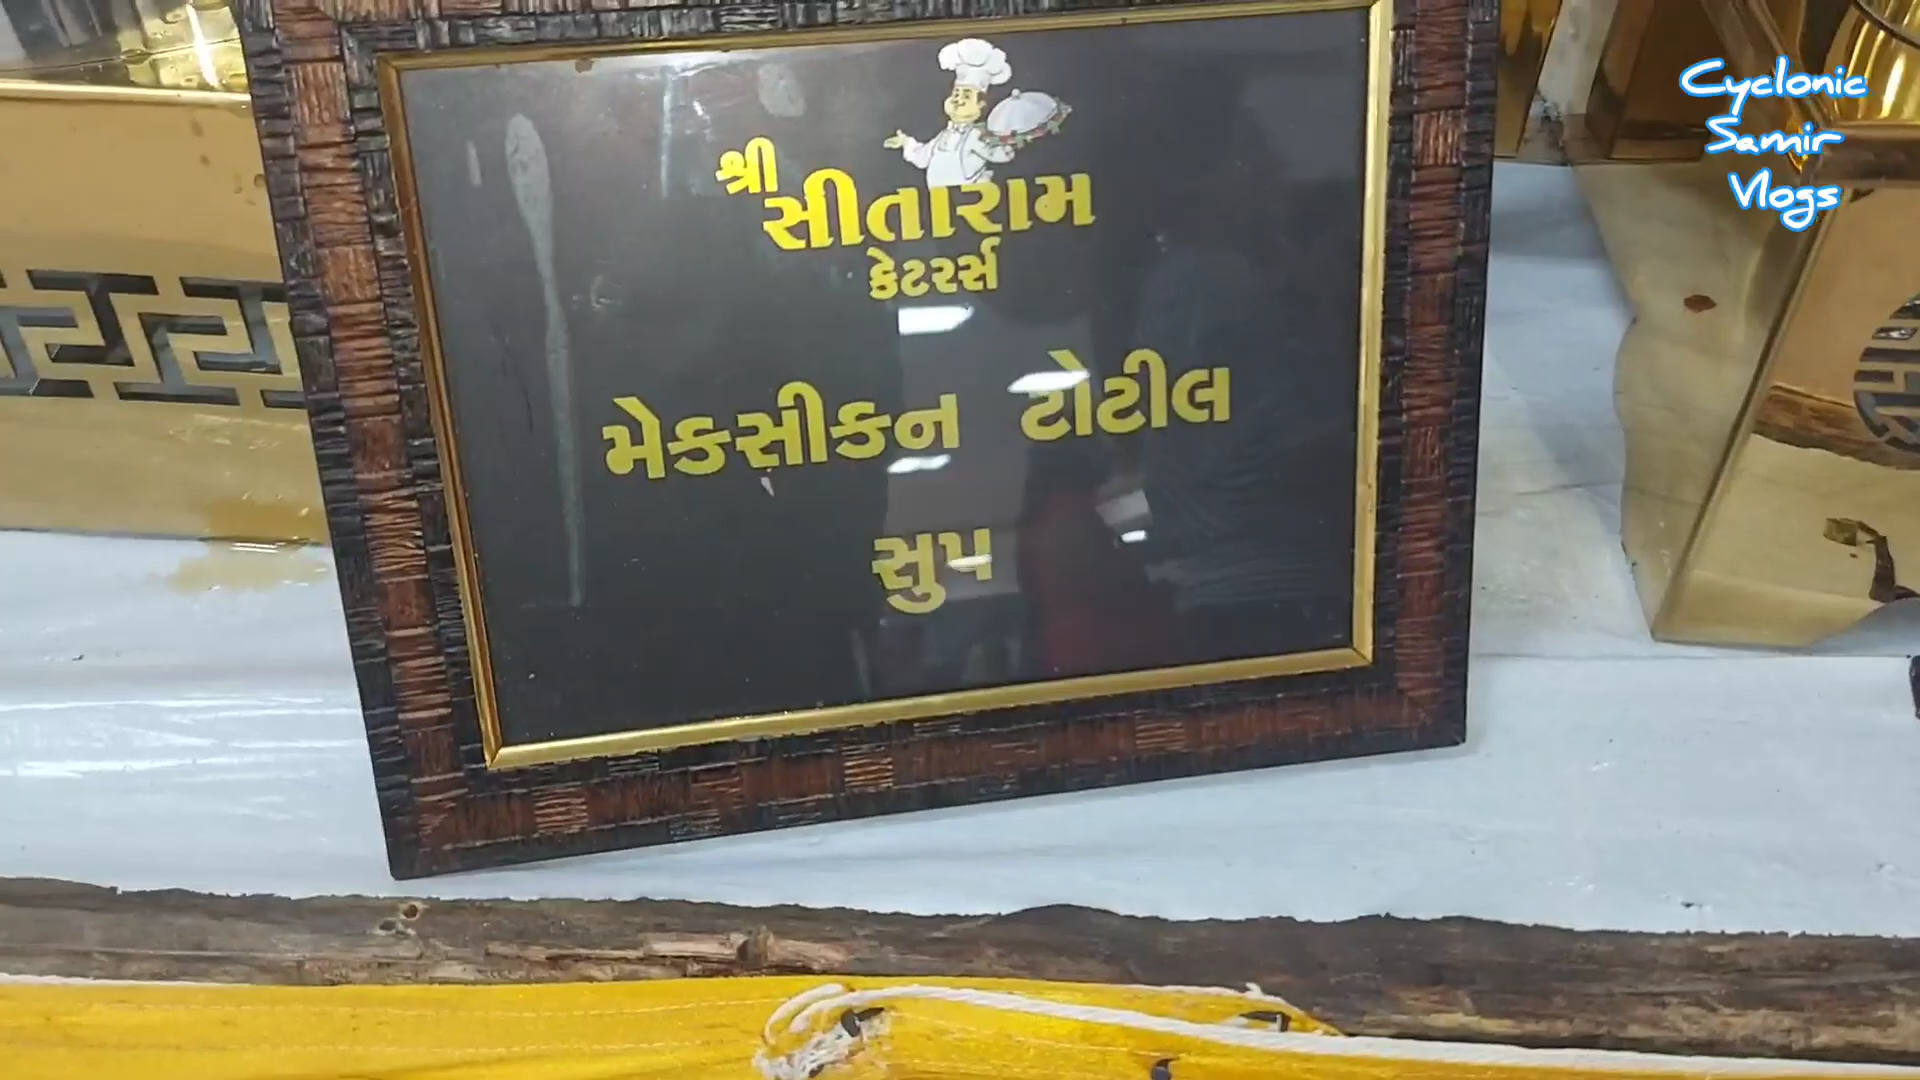 શ્રી
સીતારામ
કેટરર્સ
મેકસીકન ટોટીલ
સુપ
Cyclonic
Samir
Vlogs